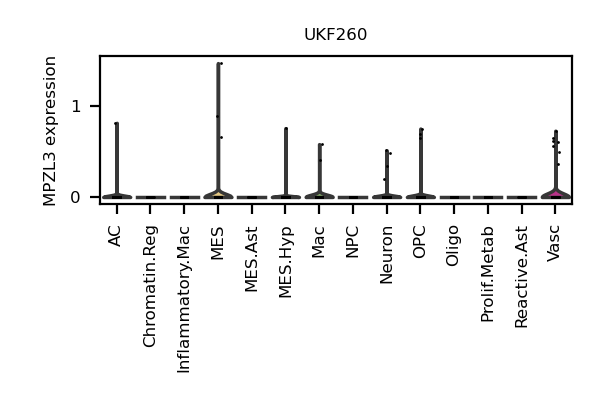 UKF260
MPZL3 expression
1
0
AC
Chromatin.Reg
Inflammatory.Mac
MES
MES.Ast
MES.Hyp
Mac
NPC
Neuron
OPC
Oligo
Prolif.Metab
Reactive.Ast
Vasc